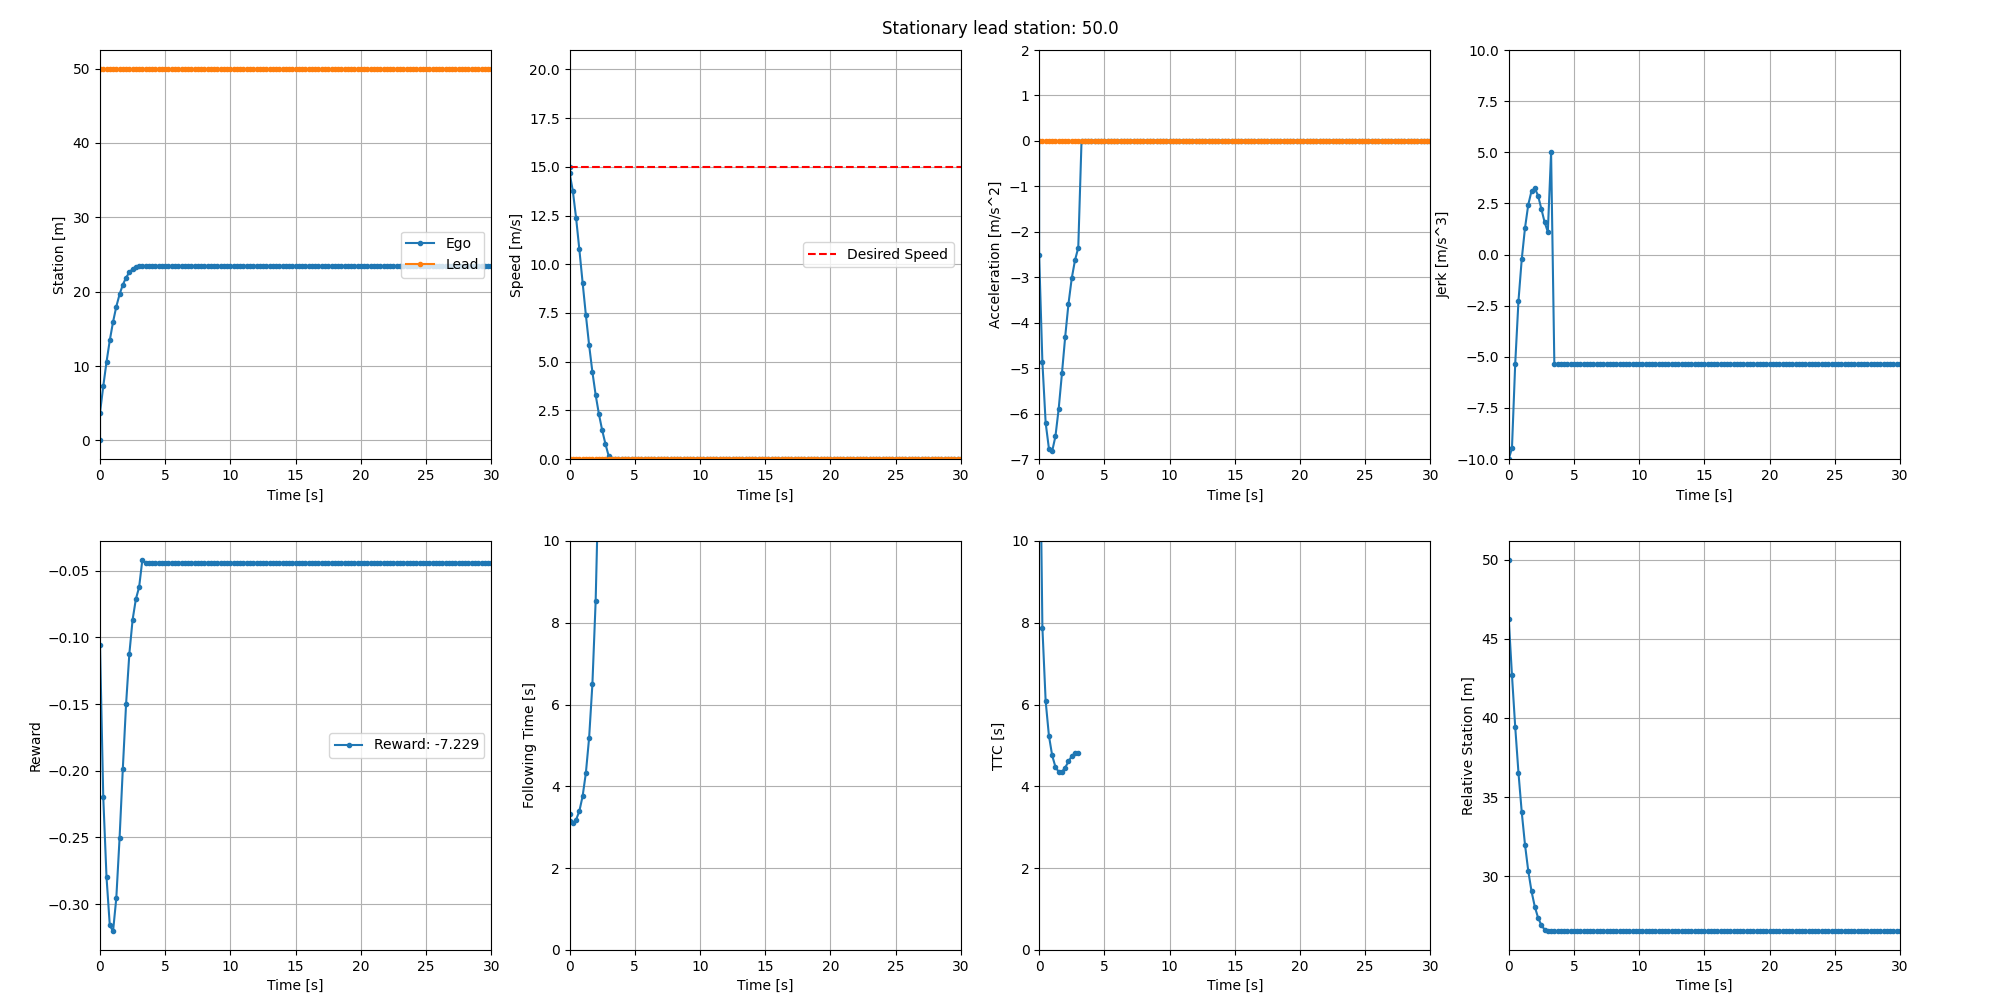 Stationary lead station: 50.0
50
40
30
20
10
0
Station [m]
Ego
Lead
0 5 10 15 20 25 30
Time [s]
20.0
17.5
15.0
12.5
10.0
7.5
5.0
2.5
0.0
Speed [m/s]
Desired Speed
0 5 10 15 20 25 30
Time [s]
2
1
0
−1
−2
−3
−4
−5
−6
−7
Acceleration [m/s^2]
0 5 10 15 20 25 30
Time [s]
10.0
7.5
5.0
2.5
0.0
−2.5
−5.0
−7.5
−10.0
Jerk [m/s^3]
0 5 10 15 20 25 30
Time [s]
−0.05
−0.10
−0.15
−0.20
−0.25
−0.30
Reward
Reward: -7.229
0 5 10 15 20 25 30
Time [s]
10
8
6
4
2
0
Following Time [s]
0 5 10 15 20 25 30
Time [s]
10
8
6
4
2
0
TTC [s]
0 5 10 15 20 25 30
Time [s]
50
45
40
35
30
Relative Station [m]
0 5 10 15 20 25 30
Time [s]